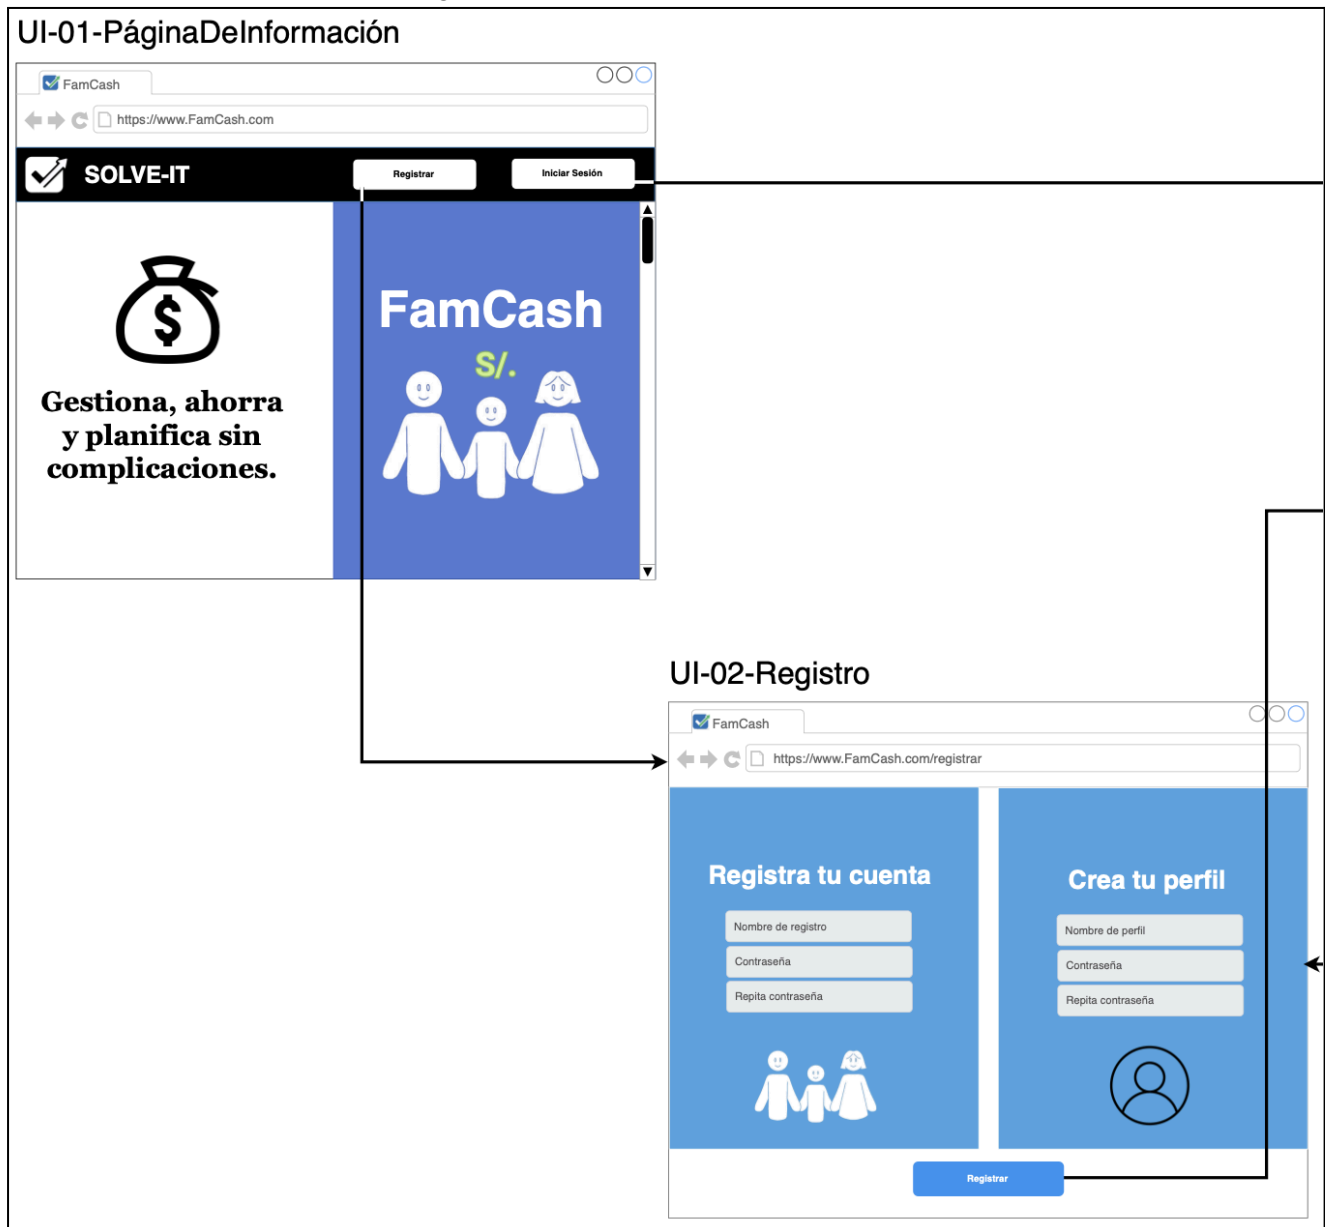 UI-01-PáginaDeInformación
FamCash
https://www.FamCash.com
SOLVE-IT
Registrar
Iniciar Sesión
$
Gestiona, ahorra
y planifica sin
complicaciones.
FamCash
S/.
UI-02-Registro
FamCash
https://www.FamCash.com/registrar
Registra tu cuenta
Nombre de registro
Contraseña
Repita contraseña
Crea tu perfil
Nombre de perfil
Contraseña
Repita contraseña
Registrar